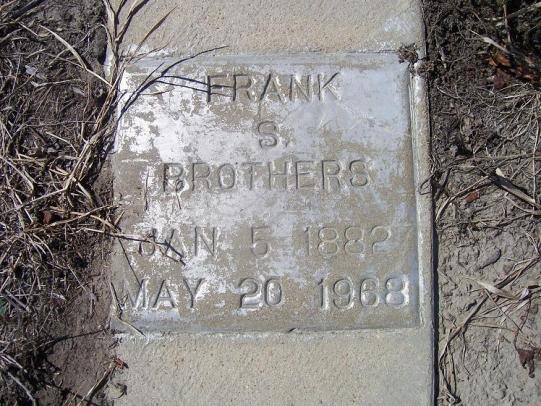 FRANK
S.
BROTHERS
JAN 5 1882
MAY 20 1968